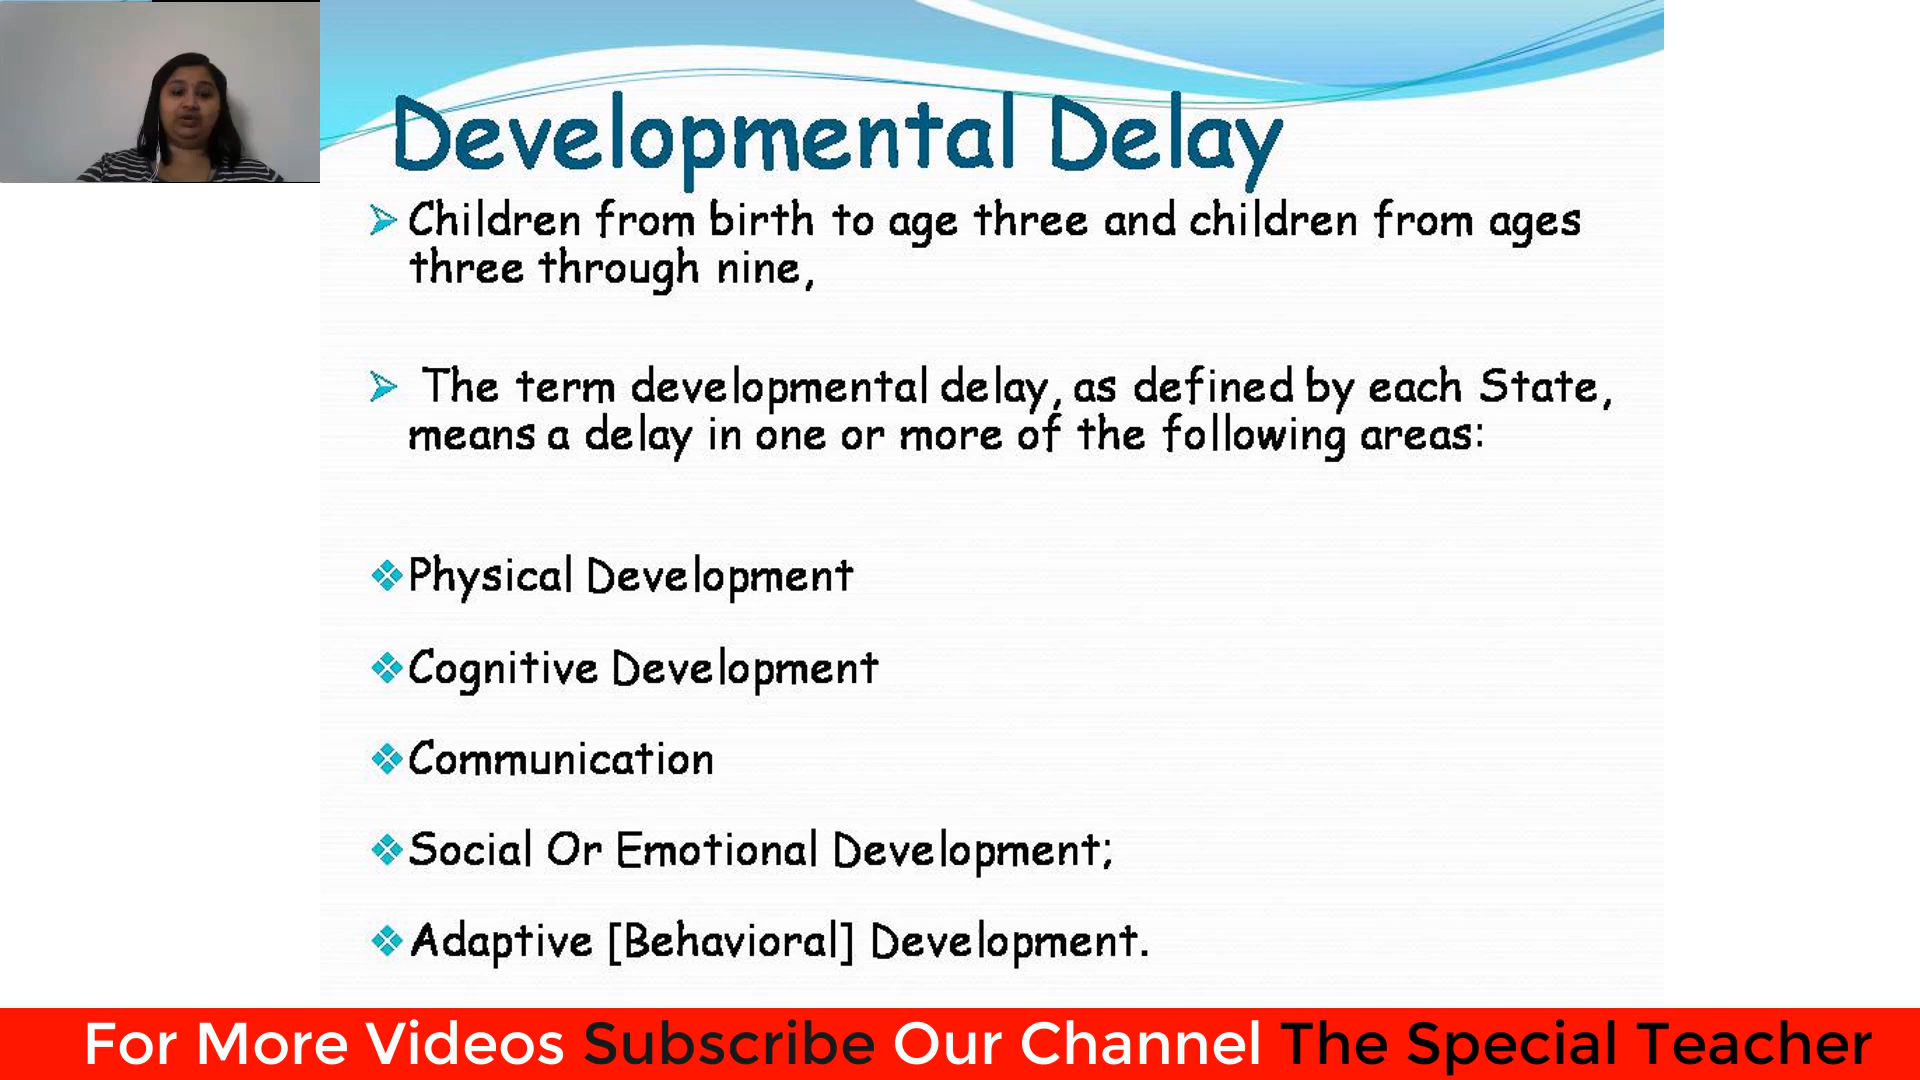 Developmental Delay
Children from birth to age three and children from ages
three through nine,
The term developmental delay, as defined by each State,
means a delay in one or more of the following areas:
Physical Development
Cognitive Development
Communication
Social Or Emotional Development;
Adaptive [Behavioral] Development.
For More Videos Subscribe Our Channel The Special Teacher